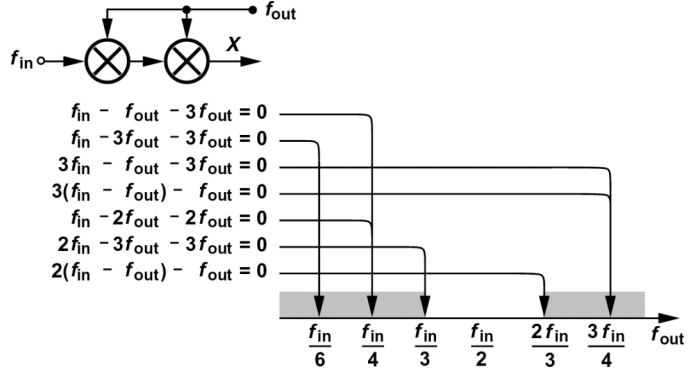 f_out
f_in X
f_in − f_out − 3f_out = 0
f_in − 3f_out − 3f_out = 0
3f_in − f_out − 3f_out = 0
3(f_in − f_out) − f_out = 0
f_in − 2f_out − 2f_out = 0
2f_in − 3f_out − 3f_out = 0
2(f_in − f_out) − f_out = 0
f_in/6 f_in/4 f_in/3 f_in/2 2f_in/3 3f_in/4 f_out